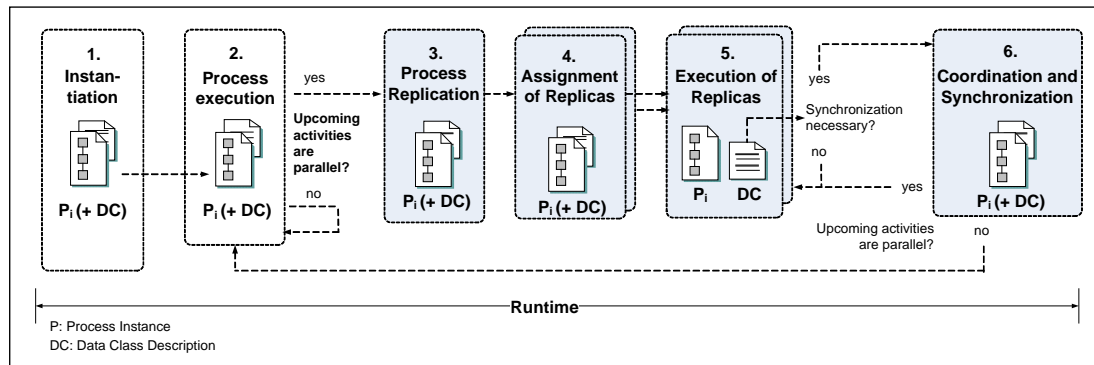 1.
Instan-
tiation
Pi (+ DC)
2.
Process
execution
Pi (+ DC)
yes
Upcoming
activities
are
parallel?
no
3.
Process
Replication
Pi (+ DC)
4.
Assignment
of Replicas
Pi (+ DC)
5.
Execution of
Replicas
Pi
DC
yes
Synchronization
necessary?
no
yes
Upcoming activities
are parallel?
no
6.
Coordination and
Synchronization
Pi (+ DC)
Runtime
P: Process Instance
DC: Data Class Description